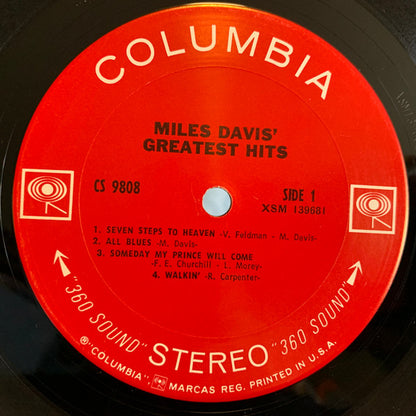 COLUMBIA
MILES DAVIS'
GREATEST HITS
CS 9808
SIDE 1
XSM 139681
1. SEVEN STEPS TO HEAVEN -V. Feldman - M. Davis-
2. ALL BLUES -M. Davis-
3. SOMEDAY MY PRINCE WILL COME
-F. E. Churchill - L. Morey-
4. WALKIN' -R. Carpenter-
"360 SOUND" STEREO "360 SOUND"
Ⓟ "COLUMBIA" MARCAS REG. PRINTED IN U.S.A.